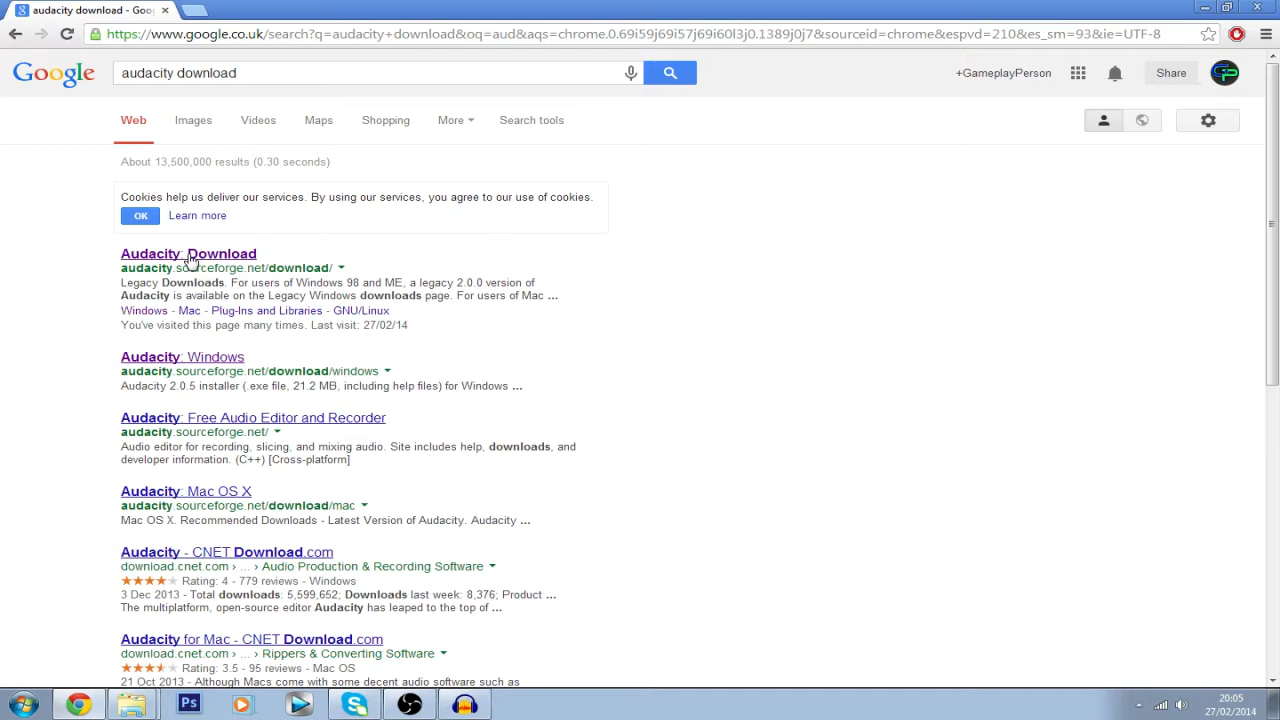 audacity download - Goo
https://www.google.co.uk/search?q=audacity+download&oq=aud&aqs=chrome.0.69i59j69i57j69i60l3j0.1389j0j7&sourceid=chrome&espvd=210&es_sm=93&ie=UTF-8
Google
audacity download
+GameplayPerson
Share
Web Images Videos Maps Shopping More Search tools
About 13,500,000 results (0.30 seconds)
Cookies help us deliver our services. By using our services, you agree to our use of cookies.
OK Learn more
Audacity: Download
audacity.sourceforge.net/download/
Legacy Downloads. For users of Windows 98 and ME, a legacy 2.0.0 version of
Audacity is available on the Legacy Windows downloads page. For users of Mac ...
Windows - Mac - Plug-Ins and Libraries - GNU/Linux
You've visited this page many times. Last visit: 27/02/14
Audacity: Windows
audacity.sourceforge.net/download/windows
Audacity 2.0.5 installer (.exe file, 21.2 MB, including help files) for Windows ...
Audacity: Free Audio Editor and Recorder
audacity.sourceforge.net/
Audio editor for recording, slicing, and mixing audio. Site includes help, downloads, and
developer information. (C++) [Cross-platform]
Audacity: Mac OS X
audacity.sourceforge.net/download/mac
Mac OS X. Recommended Downloads - Latest Version of Audacity. Audacity ...
Audacity - CNET Download.com
download.cnet.com › ... › Audio Production & Recording Software
Rating: 4 - 779 reviews - Windows
3 Dec 2013 - Total downloads: 5,599,652; Downloads last week: 8,376; Product ...
The multiplatform, open-source editor Audacity has leaped to the top of ...
Audacity for Mac - CNET Download.com
download.cnet.com › ... › Rippers & Converting Software
Rating: 3.5 - 95 reviews - Mac OS
21 Oct 2013 - Although Macs come with some decent audio software such as
Ps
20:05
27/02/2014